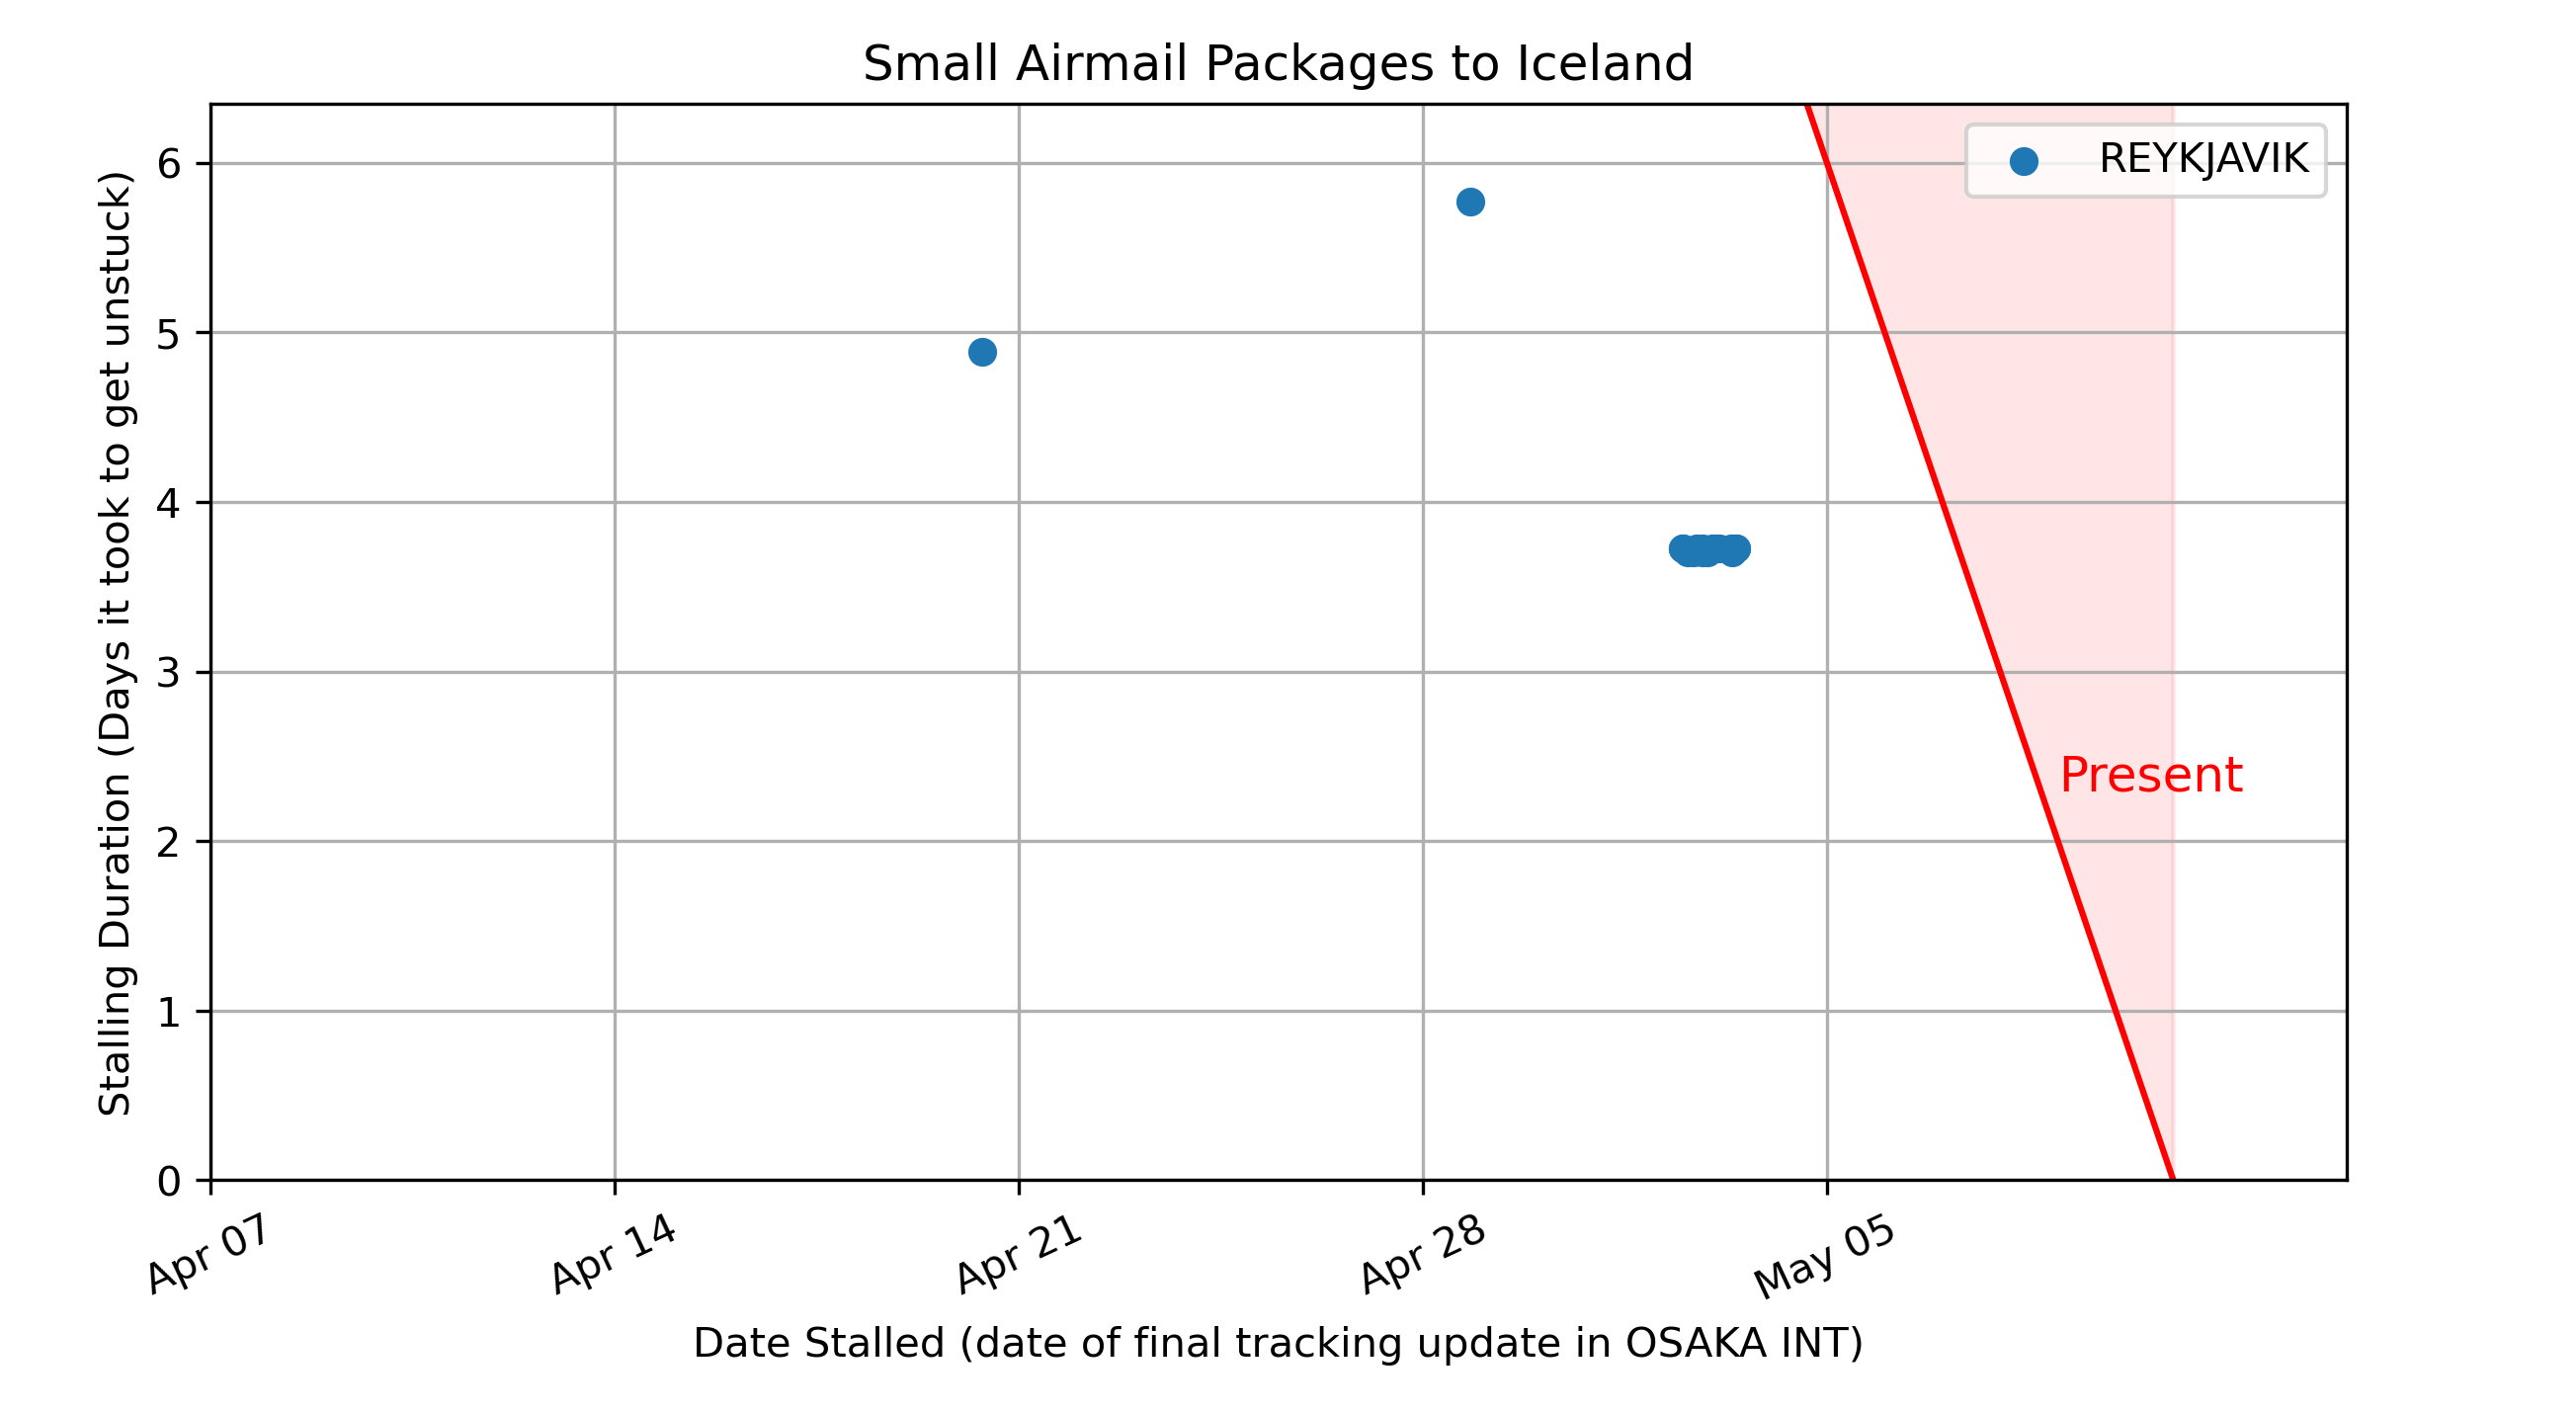 Small Airmail Packages to Iceland
REYKJAVIK
Present
Stalling Duration (Days it took to get unstuck)
6
5
4
3
2
1
0
Apr 07
Apr 14
Apr 21
Apr 28
May 05
Date Stalled (date of final tracking update in OSAKA INT)